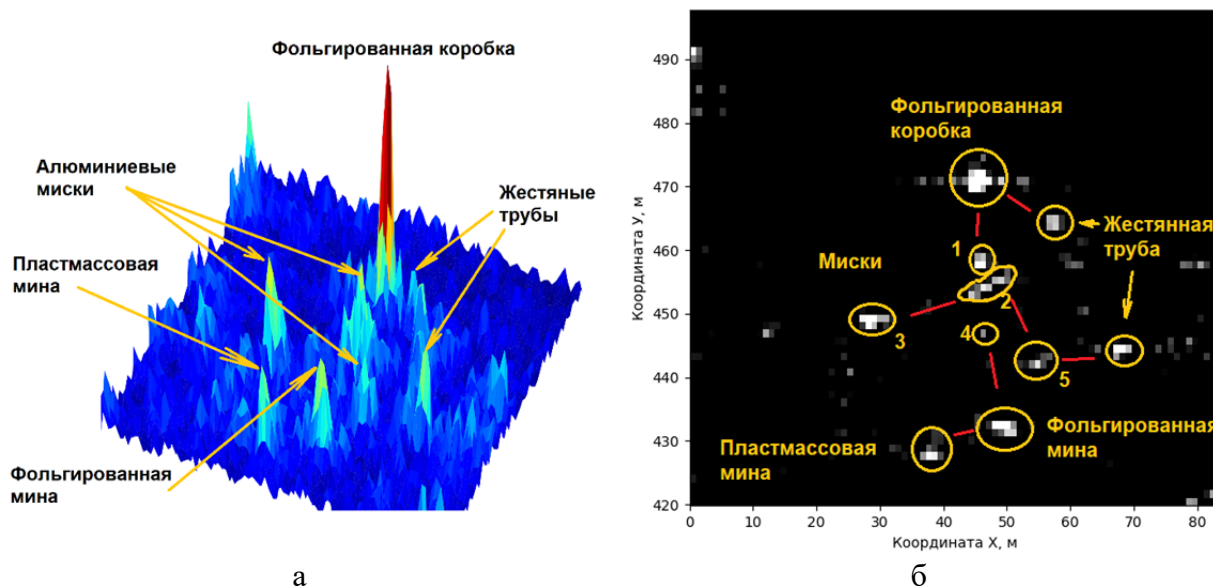 Фольгированная коробка
Алюминиевые
миски
Жестяные
трубы
Пластмассовая
мина
Фольгированная
мина
а
490
480
470
460
450
440
430
420
Координата У, м
Фольгированная
коробка
Жестянная
труба
1
Миски
2
3
4
5
Пластмассовая
мина
Фольгированная
мина
0 10 20 30 40 50 60 70 80
Координата X, м
б